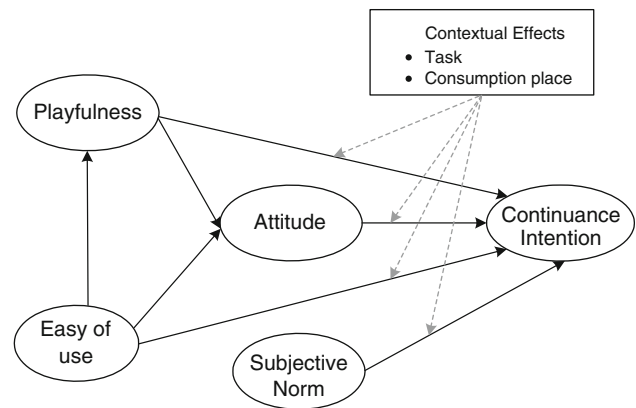 Contextual Effects
• Task
• Consumption place
Playfulness
Attitude
Continuance
Intention
Easy of
use
Subjective
Norm